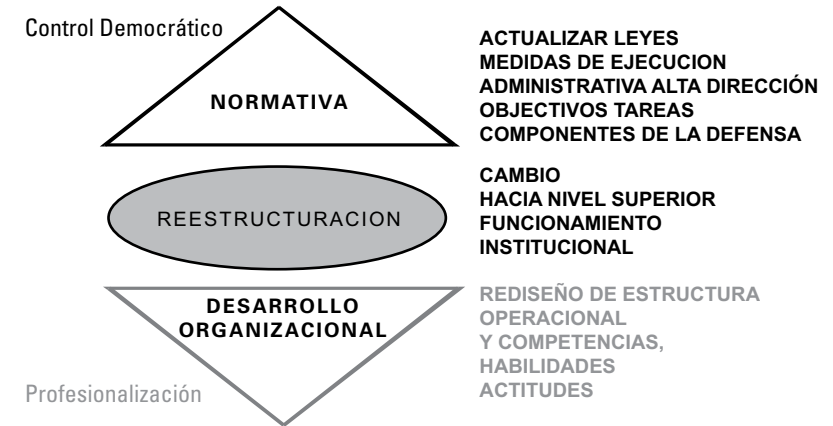 Control Democrático
NORMATIVA
ACTUALIZAR LEYES
MEDIDAS DE EJECUCION
ADMINISTRATIVA ALTA DIRECCIÓN
OBJECTIVOS TAREAS
COMPONENTES DE LA DEFENSA
REESTRUCTURACION
CAMBIO
HACIA NIVEL SUPERIOR
FUNCIONAMIENTO
INSTITUCIONAL
DESARROLLO
ORGANIZACIONAL
REDISEÑO DE ESTRUCTURA
OPERACIONAL
Y COMPETENCIAS,
HABILIDADES
ACTITUDES
Profesionalización